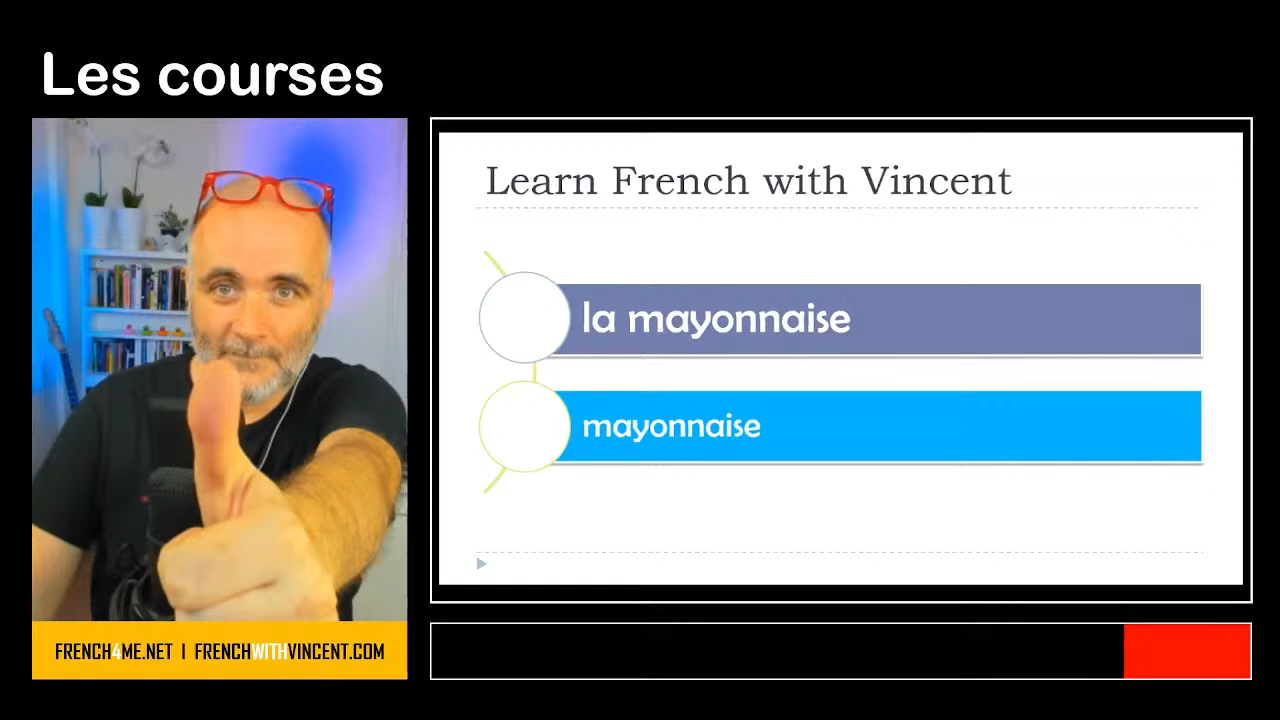 Les courses
Learn French with Vincent
la mayonnaise
mayonnaise
FRENCH4ME.NET I FRENCHWITHVINCENT.COM